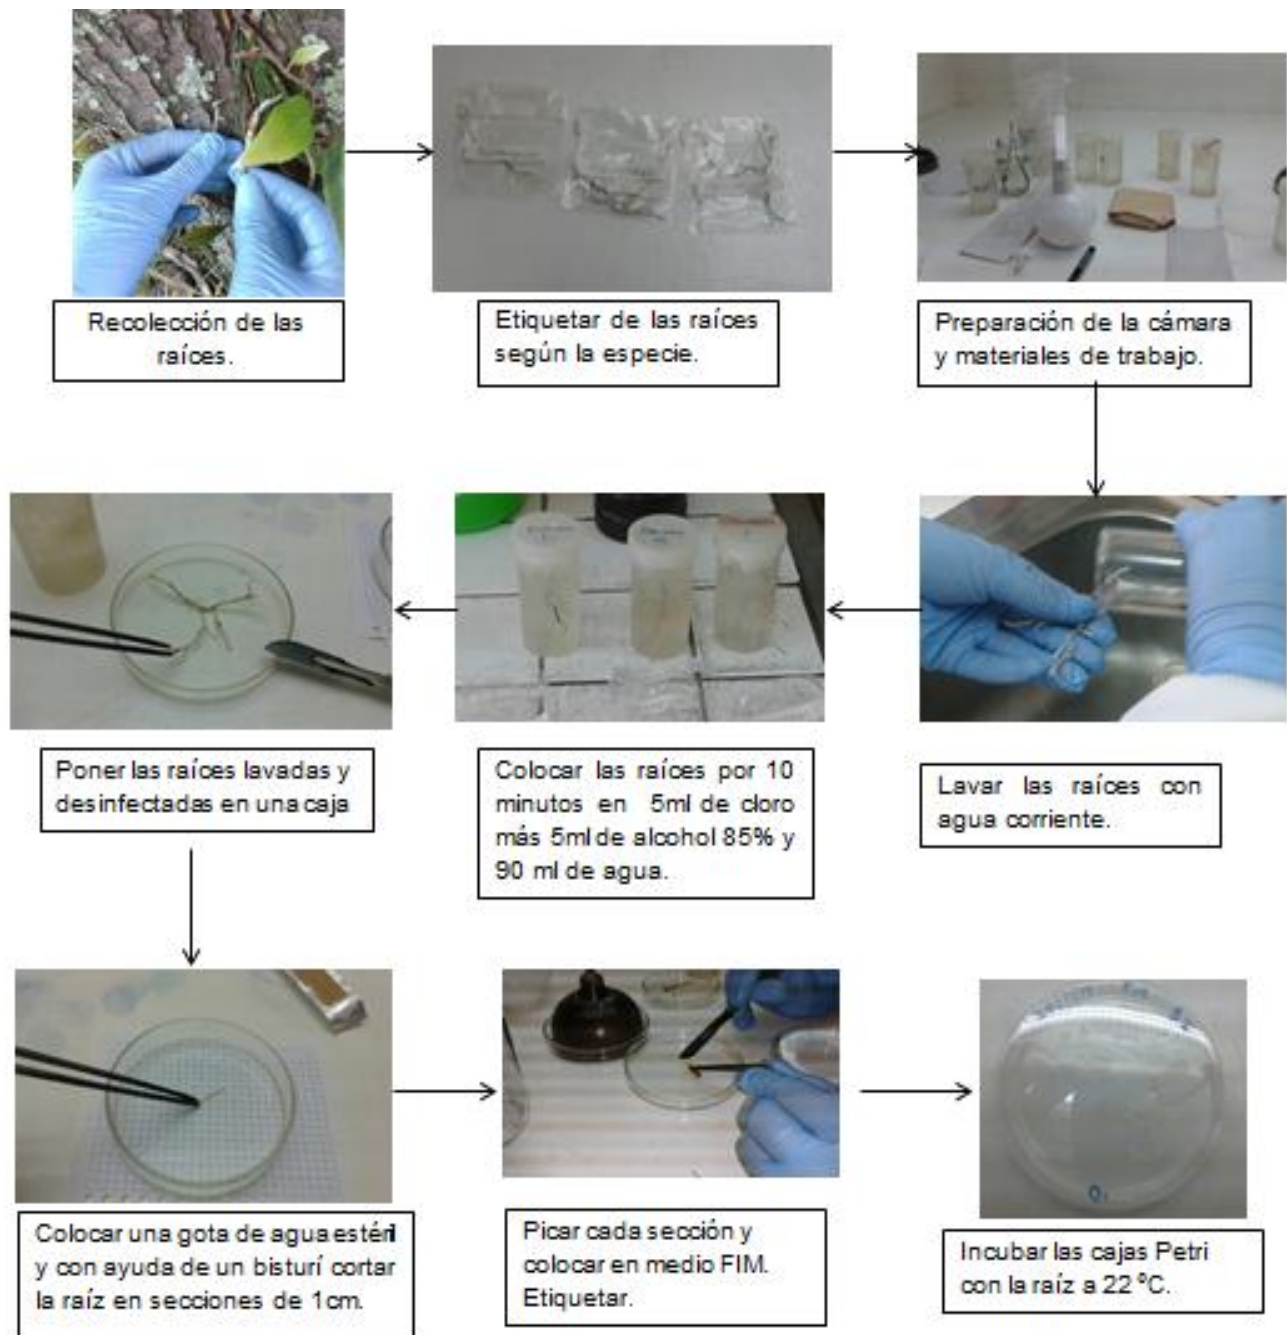 Recolección de las
raíces.
Etiquetar de las raíces
según la especie.
Preparación de la cámara
y materiales de trabajo.
Lavar las raíces con
agua corriente.
Colocar las raíces por 10
minutos en 5ml de cloro
más 5ml de alcohol 85% y
90 ml de agua.
Poner las raíces lavadas y
desinfectadas en una caja
Colocar una gota de agua estéril
y con ayuda de un bisturí cortar
la raíz en secciones de 1cm.
Picar cada sección y
colocar en medio FIM.
Etiquetar.
Incubar las cajas Petri
con la raíz a 22 ºC.